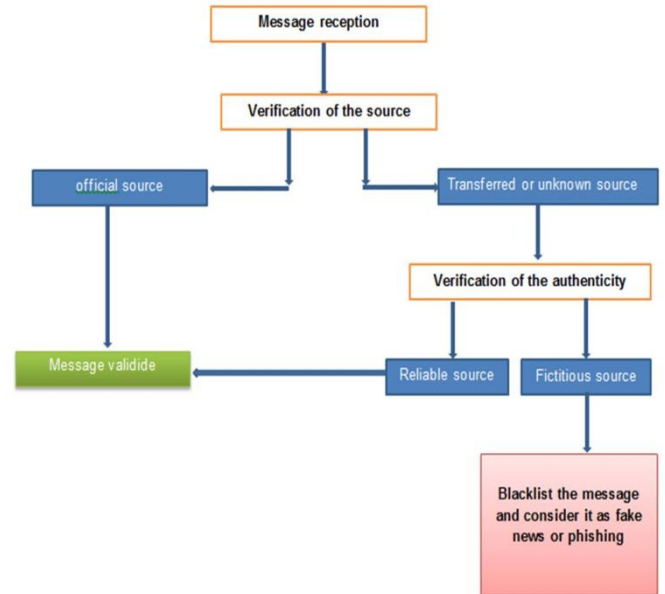 Message reception
Verification of the source
official source
Transferred or unknown source
Verification of the authenticity
Message validide
Reliable source
Fictitious source
Blacklist the message
and consider it as fake
news or phishing